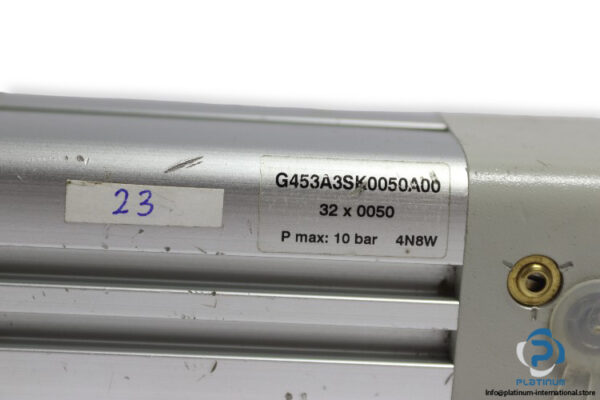 23
G453A3SK0050A00
32 x 0050
P max: 10 bar 4N8W
PLATINUM
Info@platinum-international.store